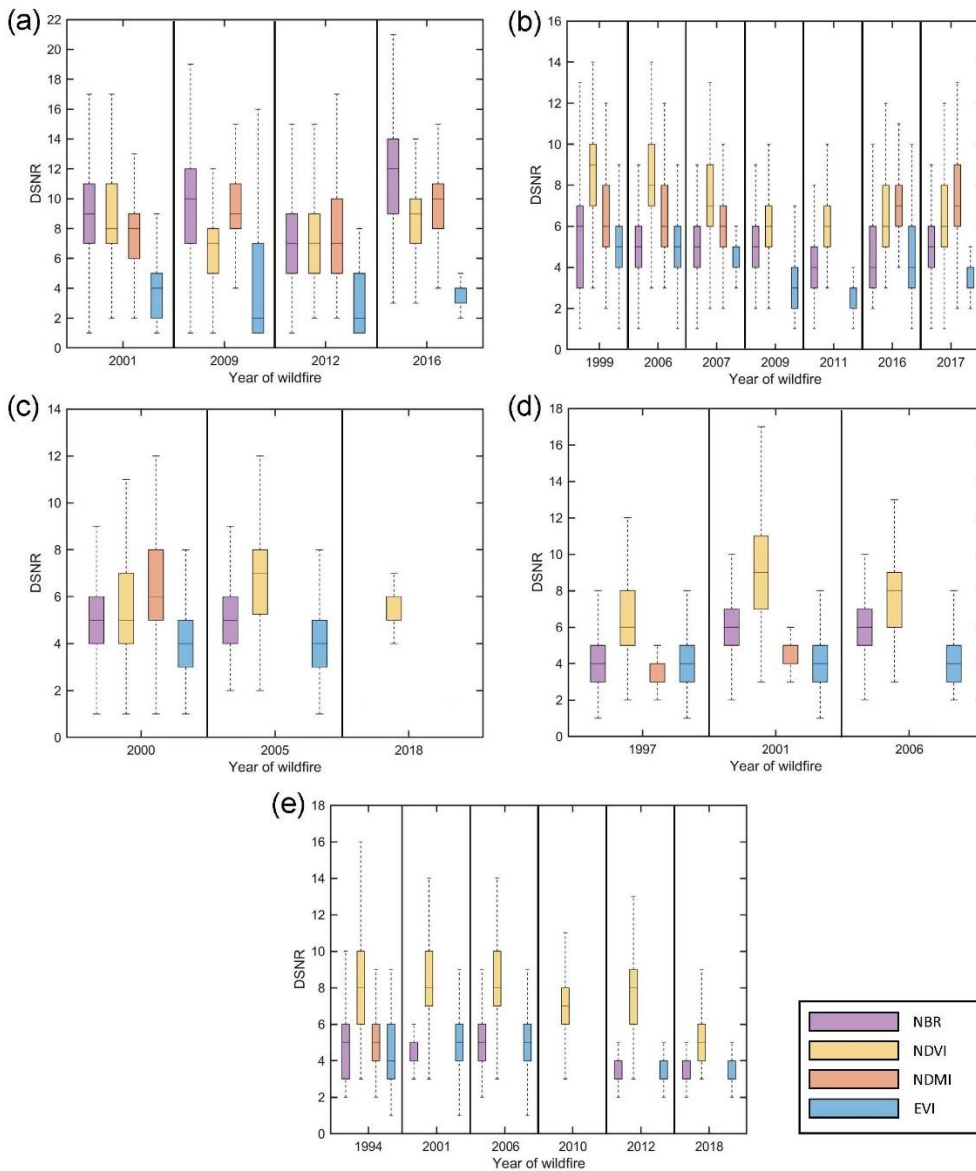 (a)
22
20
18
16
14
12
10
8
6
4
2
0
DSNR
2001 2009 2012 2016
Year of wildfire
(b)
16
14
12
10
8
6
4
2
0
DSNR
1999 2006 2007 2009 2011 2016 2017
Year of wildfire
(c)
14
12
10
8
6
4
2
0
DSNR
2000 2005 2018
Year of wildfire
(d)
18
16
14
12
10
8
6
4
2
0
DSNR
1997 2001 2006
Year of wildfire
(e)
18
16
14
12
10
8
6
4
2
0
DSNR
1994 2001 2006 2010 2012 2018
Year of wildfire
NBR
NDVI
NDMI
EVI